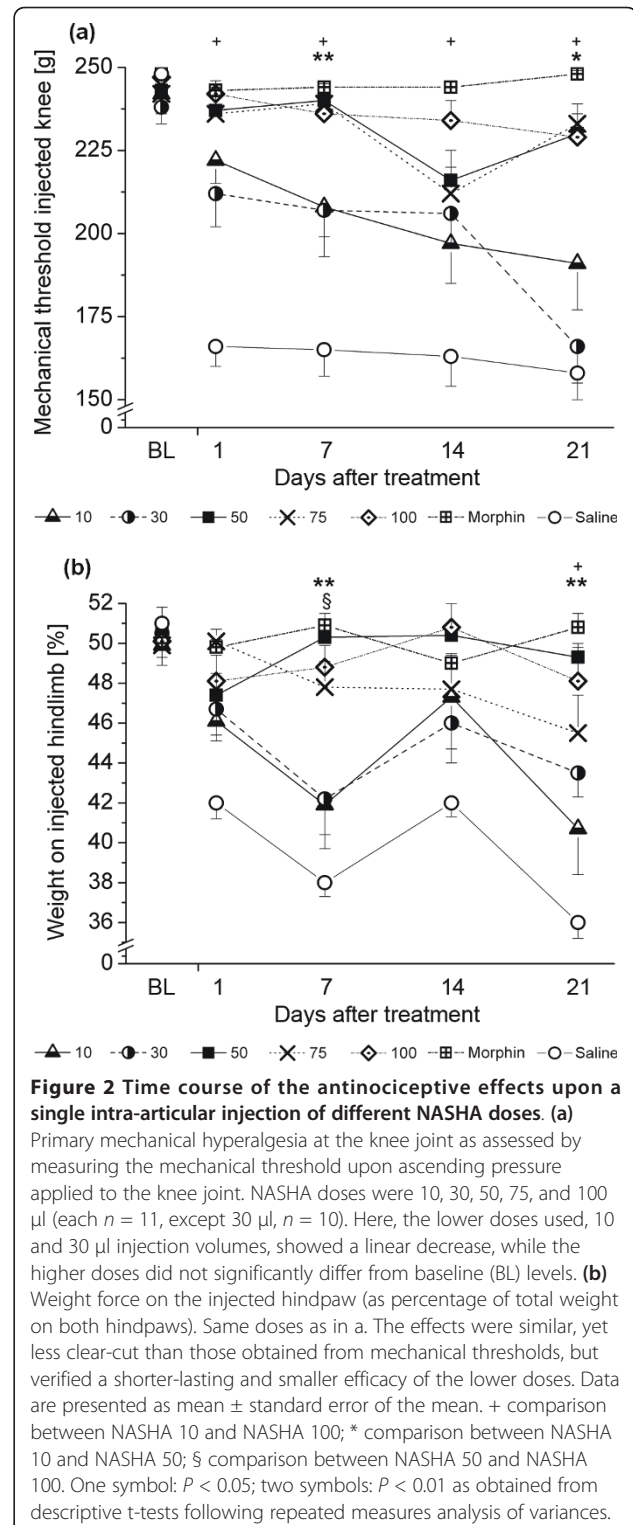 (a)
+ + + +
** *
Mechanical threshold injected knee [g]
250
225
200
175
150
0
BL 1 7 14 21
Days after treatment
10 30 50 75 100 Morphin Saline
(b)
** +
§ **
Weight on injected hindlimb [%]
52
50
48
46
44
42
40
38
36
0
BL 1 7 14 21
Days after treatment
10 30 50 75 100 Morphin Saline
Figure 2 Time course of the antinociceptive effects upon a
single intra-articular injection of different NASHA doses. (a)
Primary mechanical hyperalgesia at the knee joint as assessed by
measuring the mechanical threshold upon ascending pressure
applied to the knee joint. NASHA doses were 10, 30, 50, 75, and 100
μl (each n = 11, except 30 μl, n = 10). Here, the lower doses used, 10
and 30 μl injection volumes, showed a linear decrease, while the
higher doses did not significantly differ from baseline (BL) levels. (b)
Weight force on the injected hindpaw (as percentage of total weight
on both hindpaws). Same doses as in a. The effects were similar, yet
less clear-cut than those obtained from mechanical thresholds, but
verified a shorter-lasting and smaller efficacy of the lower doses. Data
are presented as mean ± standard error of the mean. + comparison
between NASHA 10 and NASHA 100; * comparison between NASHA
10 and NASHA 50; § comparison between NASHA 50 and NASHA
100. One symbol: P < 0.05; two symbols: P < 0.01 as obtained from
descriptive t-tests following repeated measures analysis of variances.